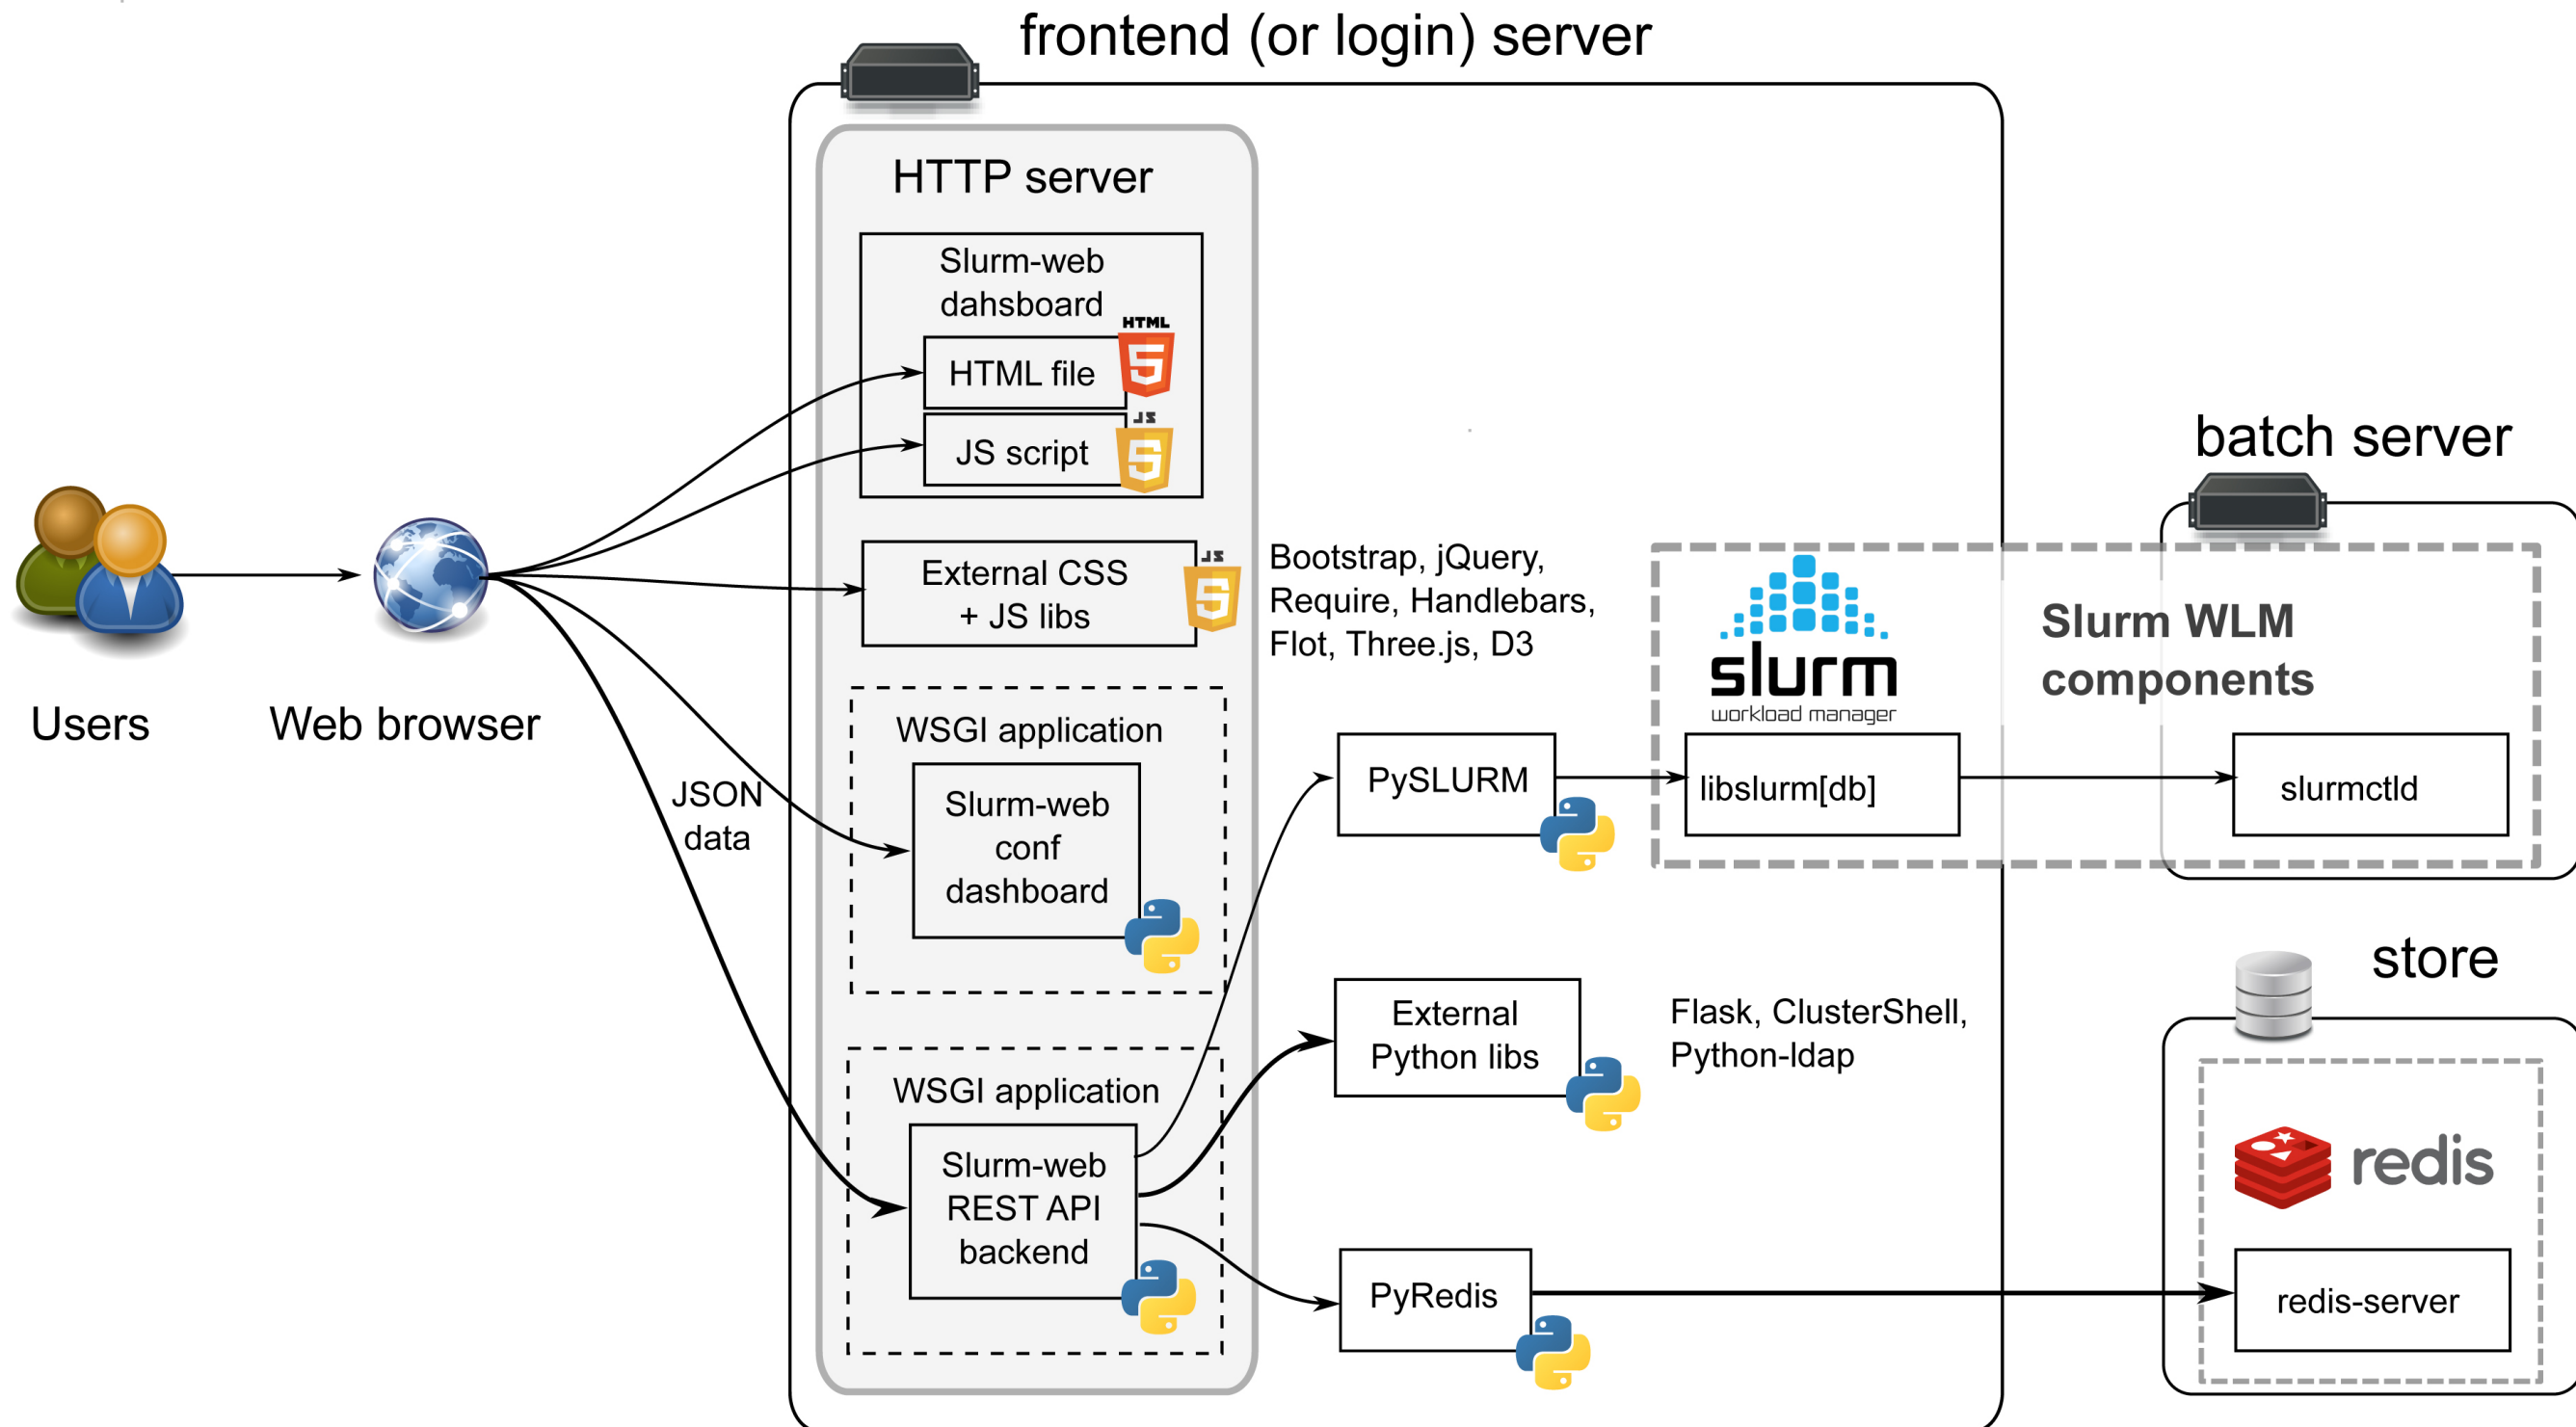 frontend (or login) server
HTTP server
Slurm-web
dahsboard
HTML
HTML file
JS
JS script
External CSS
+ JS libs
JS
Bootstrap, jQuery,
Require, Handlebars,
Flot, Three.js, D3
Users
Web browser
JSON
data
WSGI application
Slurm-web
conf
dashboard
WSGI application
Slurm-web
REST API
backend
PySLURM
External
Python libs
Flask, ClusterShell,
Python-ldap
PyRedis
batch server
slurm
workload manager
Slurm WLM
components
libslurm[db]
slurmctld
store
redis
redis-server